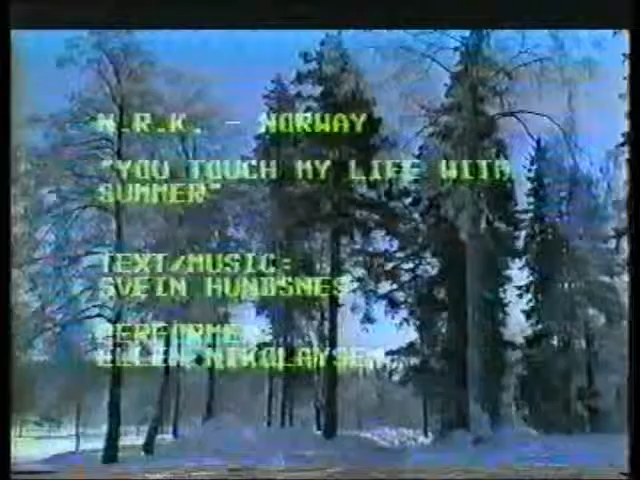 N.R.K. - NORWAY
"YOU TOUCH MY LIFE WITH
SUMMER"
TEXT/MUSIC:
SVEIN HUNDSNES
PERFORMER
ELLEN NIKOLAYSEN